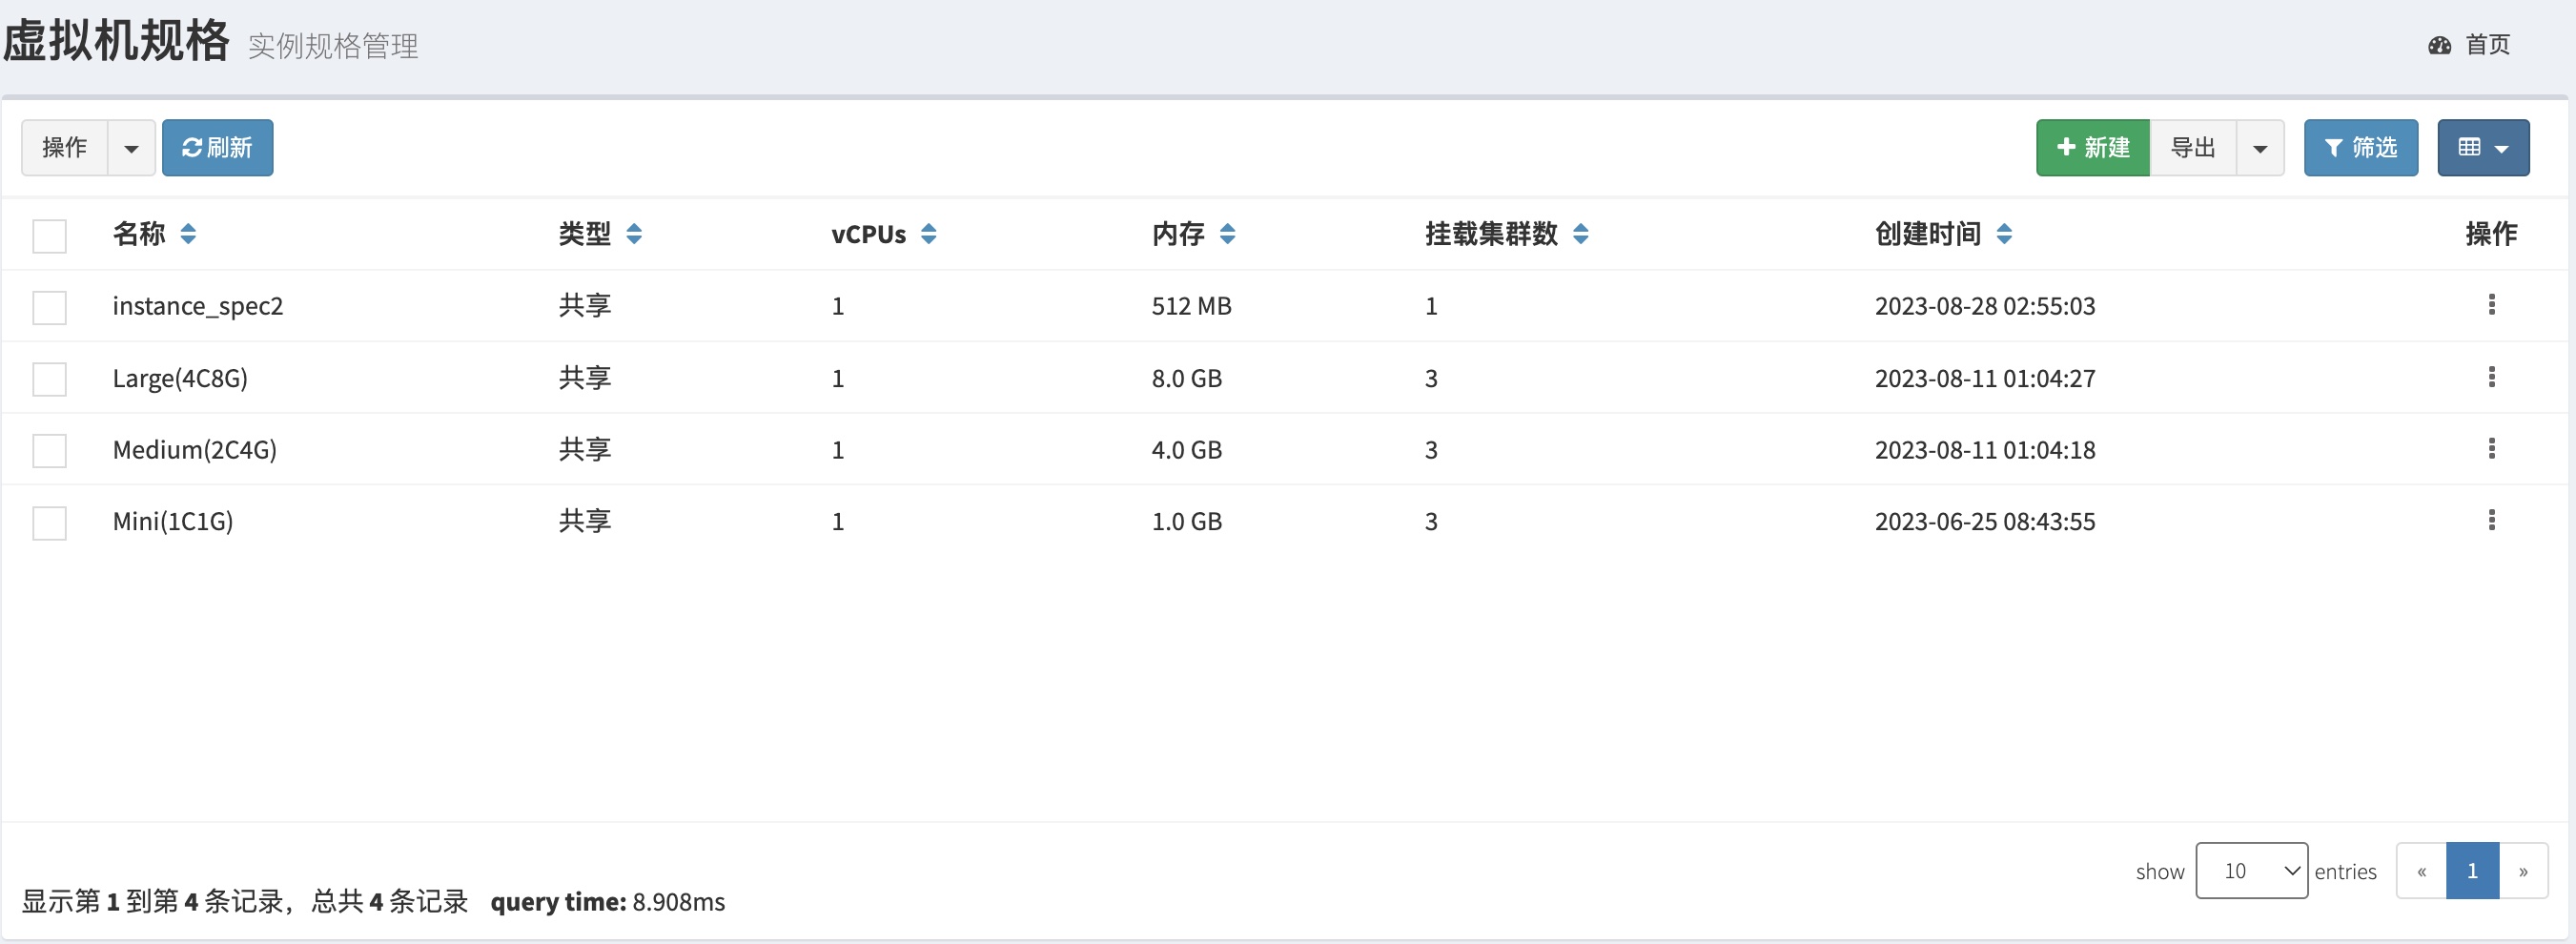 虚拟机规格 实例规格管理 首页
操作 刷新 新建 导出 筛选
名称 类型 vCPUs 内存 挂载集群数 创建时间 操作
instance_spec2 共享 1 512 MB 1 2023-08-28 02:55:03
Large(4C8G) 共享 1 8.0 GB 3 2023-08-11 01:04:27
Medium(2C4G) 共享 1 4.0 GB 3 2023-08-11 01:04:18
Mini(1C1G) 共享 1 1.0 GB 3 2023-06-25 08:43:55
show 10 entries « 1 »
显示第 1 到第 4 条记录，总共 4 条记录 query time: 8.908ms